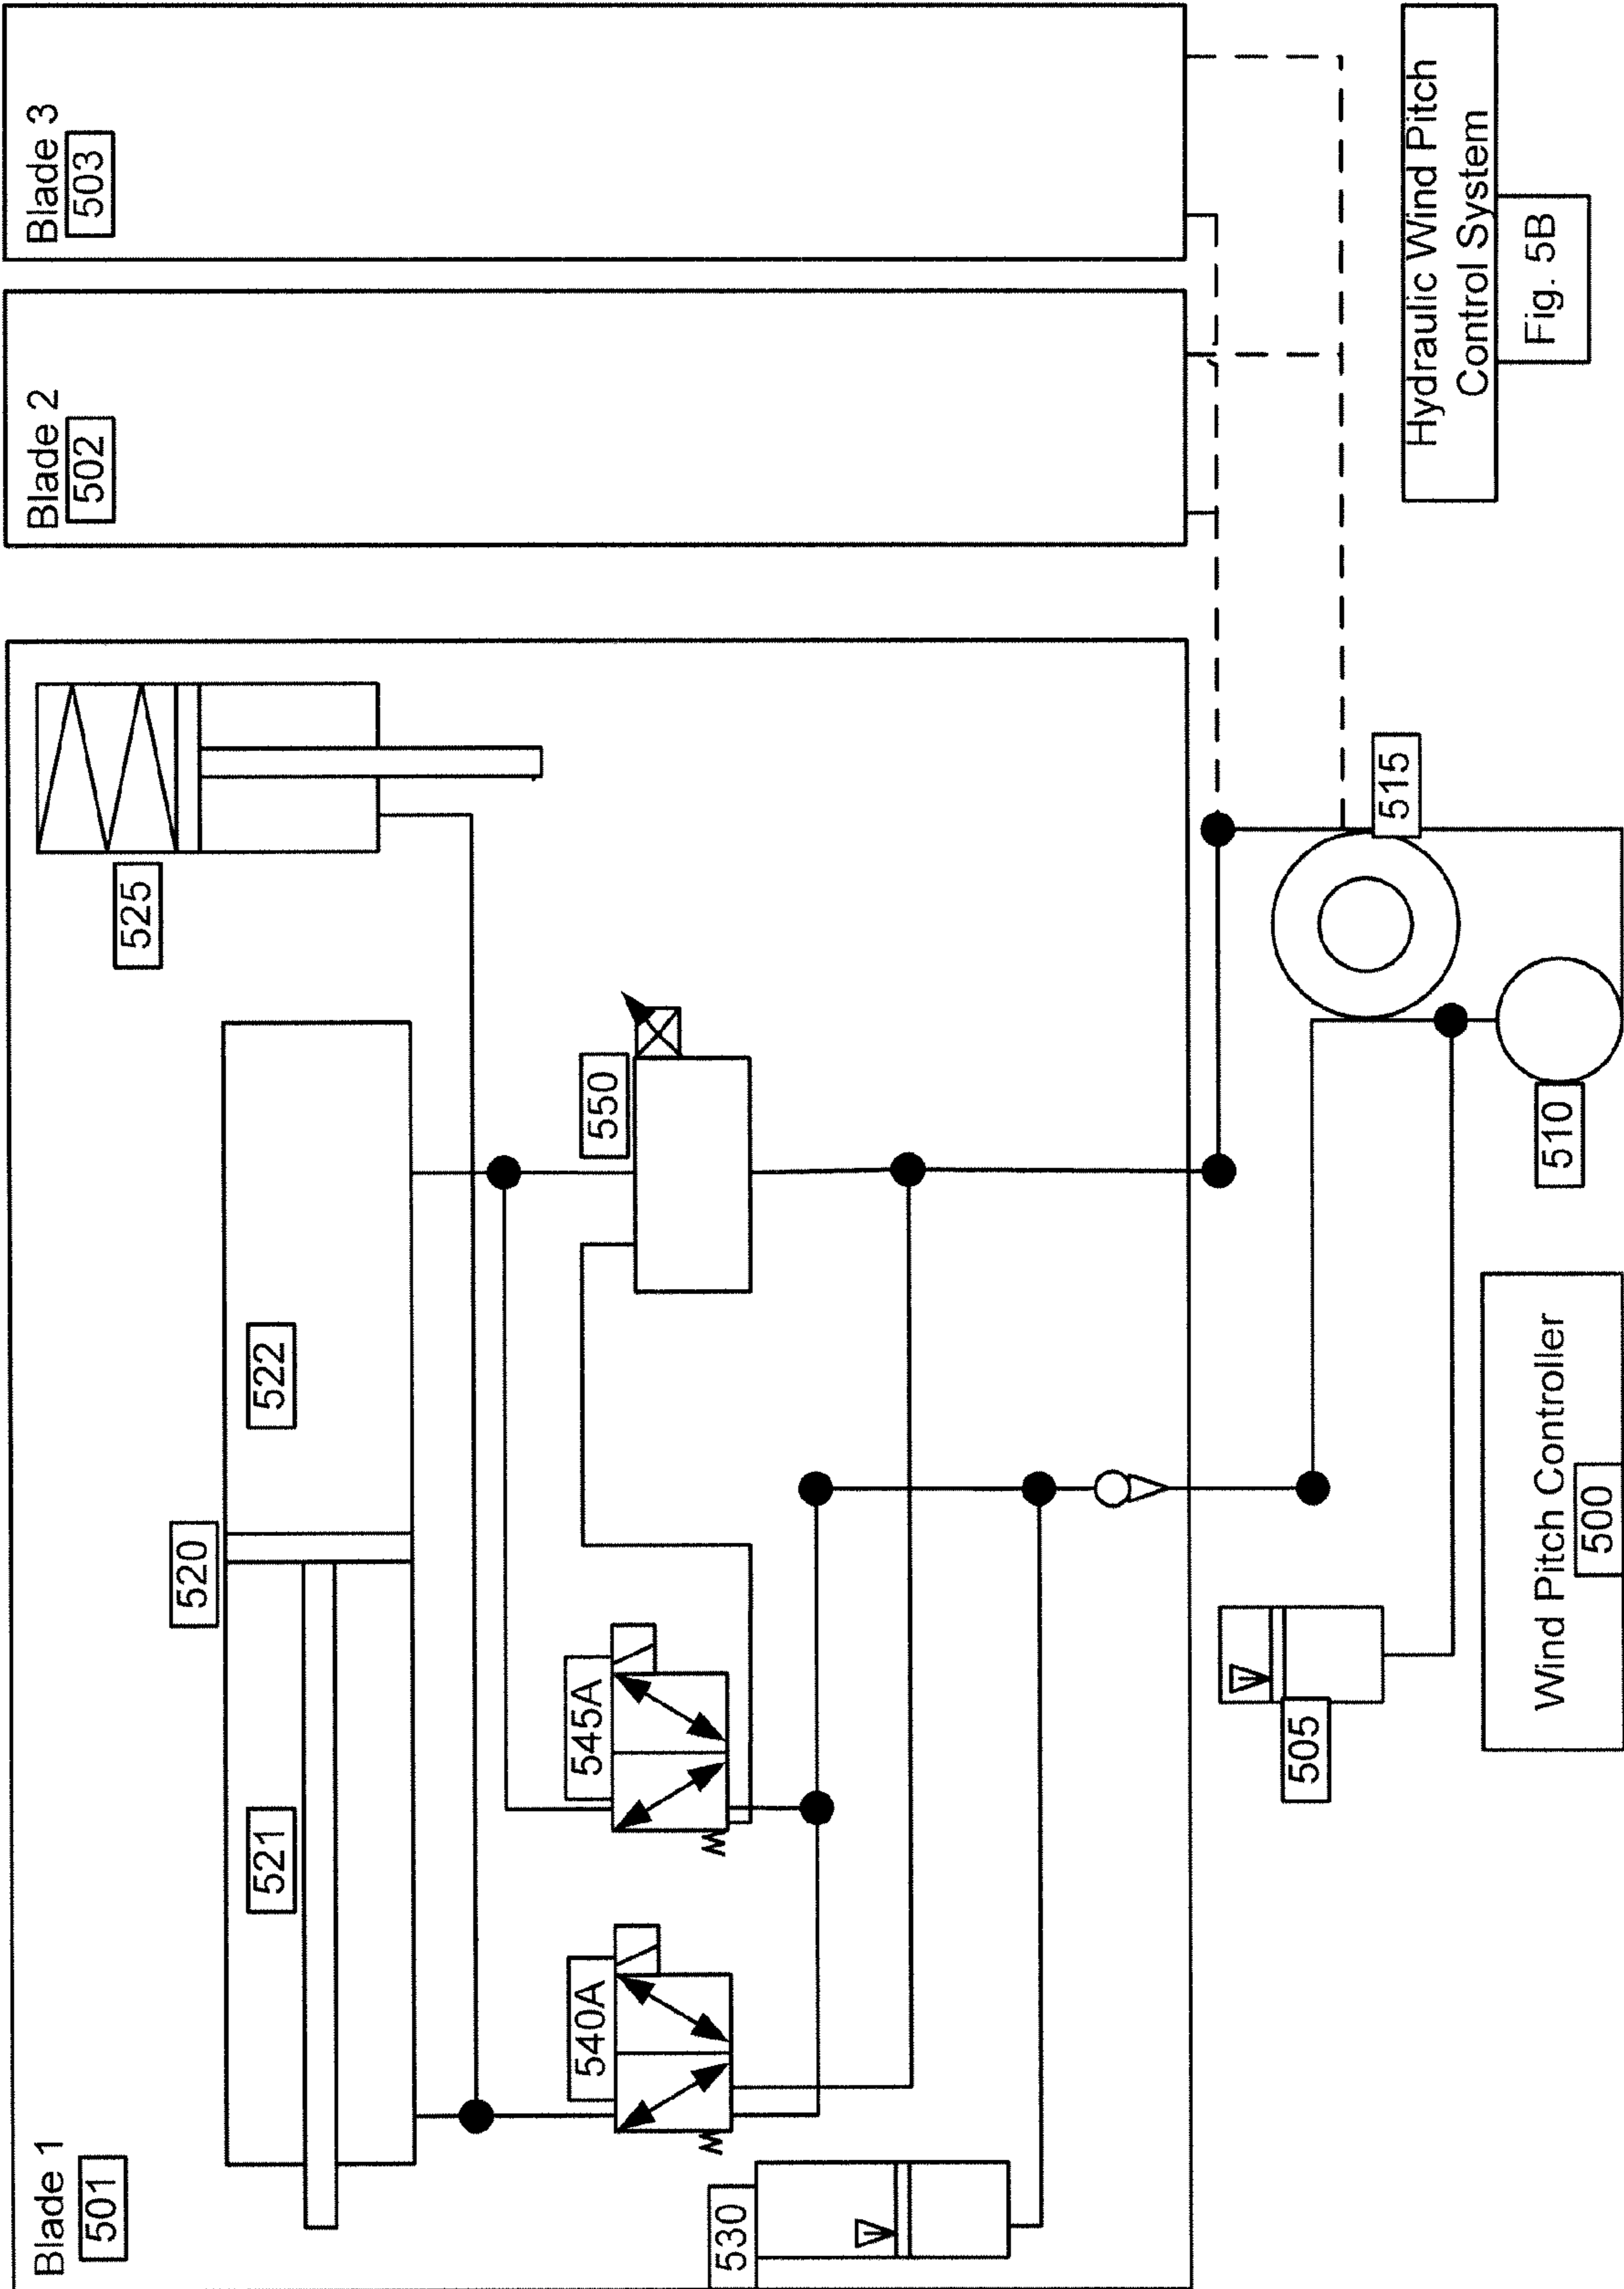 Blade 1
501
520
521
522
525
540A
545A
550
530
Blade 2
502
Blade 3
503
505
510
515
Wind Pitch Controller
500
Hydraulic Wind Pitch
Control System
Fig. 5B